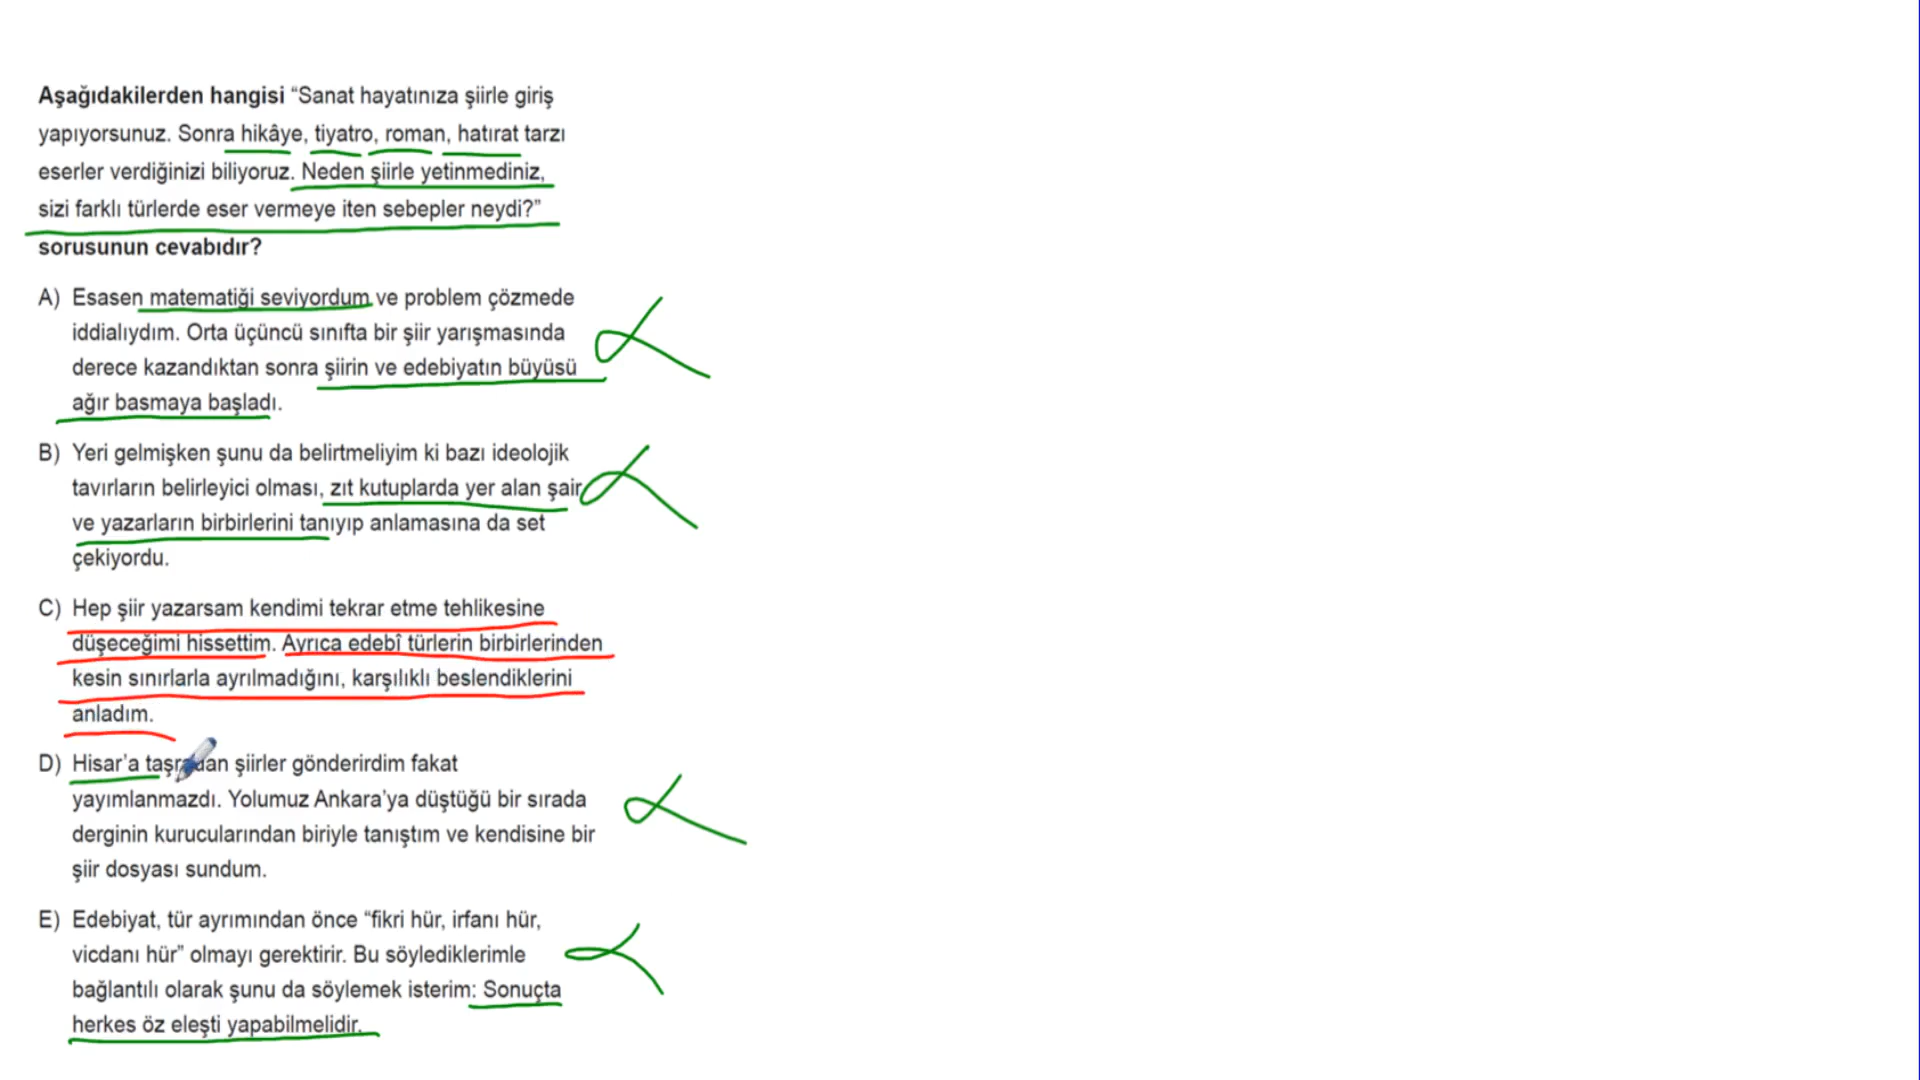 Aşağıdakilerden hangisi “Sanat hayatınıza şiirle giriş
yapıyorsunuz. Sonra hikâye, tiyatro, roman, hatırat tarzı
eserler verdiğinizi biliyoruz. Neden şiirle yetinmediniz,
sizi farklı türlerde eser vermeye iten sebepler neydi?”
sorusunun cevabıdır?
A) Esasen matematiği seviyordum ve problem çözmede
iddialıydım. Orta üçüncü sınıfta bir şiir yarışmasında
derece kazandıktan sonra şiirin ve edebiyatın büyüsü
ağır basmaya başladı.
B) Yeri gelmişken şunu da belirtmeliyim ki bazı ideolojik
tavırların belirleyici olması, zıt kutuplarda yer alan şair
ve yazarların birbirlerini tanıyıp anlamasına da set
çekiyordu.
C) Hep şiir yazarsam kendimi tekrar etme tehlikesine
düşeceğimi hissettim. Ayrıca edebî türlerin birbirlerinden
kesin sınırlarla ayrılmadığını, karşılıklı beslendiklerini
anladım.
D) Hisar’a taşradan şiirler gönderirdim fakat
yayımlanmazdı. Yolumuz Ankara’ya düştüğü bir sırada
derginin kurucularından biriyle tanıştım ve kendisine bir
şiir dosyası sundum.
E) Edebiyat, tür ayrımından önce “fikri hür, irfanı hür,
vicdanı hür” olmayı gerektirir. Bu söylediklerimle
bağlantılı olarak şunu da söylemek isterim: Sonuçta
herkes öz eleşti yapabilmelidir.